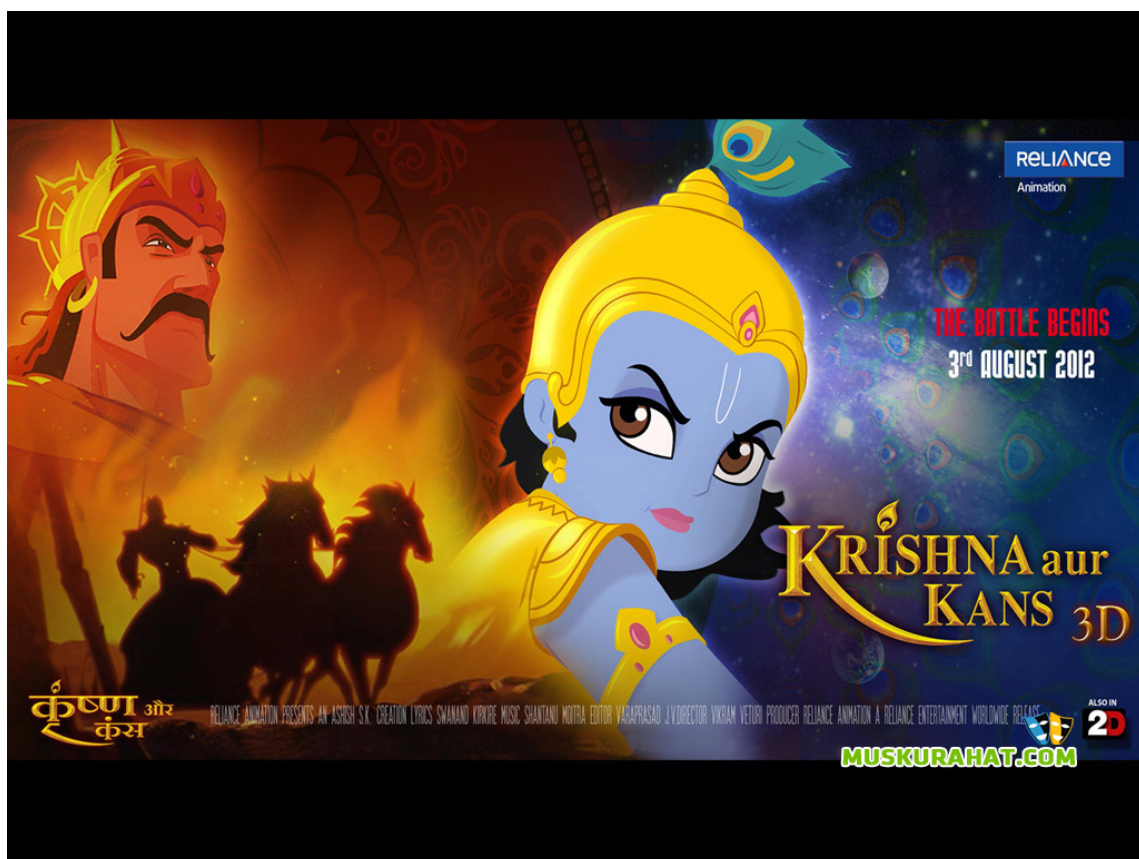 RELIANCE
Animation
THE BATTLE BEGINS
3rd AUGUST 2012
KRISHNA aur
KANS 3D
कृष्ण और
कंस
RELIANCE ANIMATION PRESENTS AN ASHISH S.K. CREATION LYRICS SWANAND KIRKIRE MUSIC SHANTANU MOITRA EDITOR VARAPRASAD J.V.DIRECTOR VIKRAM VETURI PRODUCER RELIANCE ANIMATION A RELIANCE ENTERTAINMENT WORLDWIDE RELEASE
ALSO IN
2D
MUSKURAHAT.COM